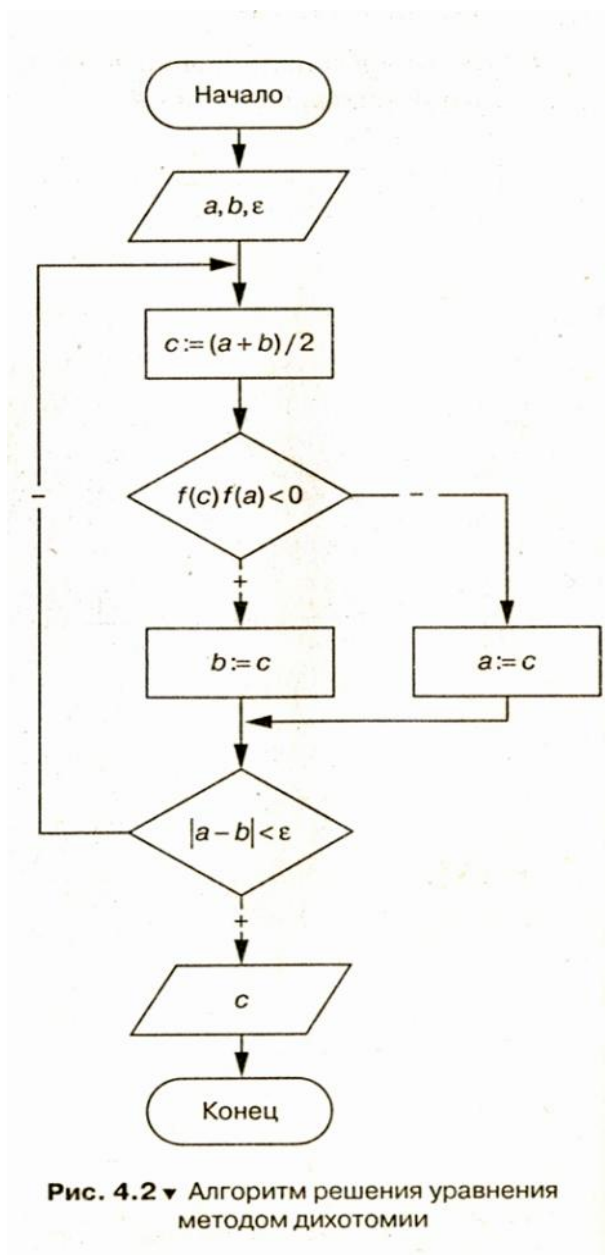 Начало
a, b, ε
c := (a + b) / 2
f(c) f(a) < 0
–
–
+
b := c
a := c
|a – b| < ε
+
c
Конец
Рис. 4.2 ▼ Алгоритм решения уравнения
методом дихотомии